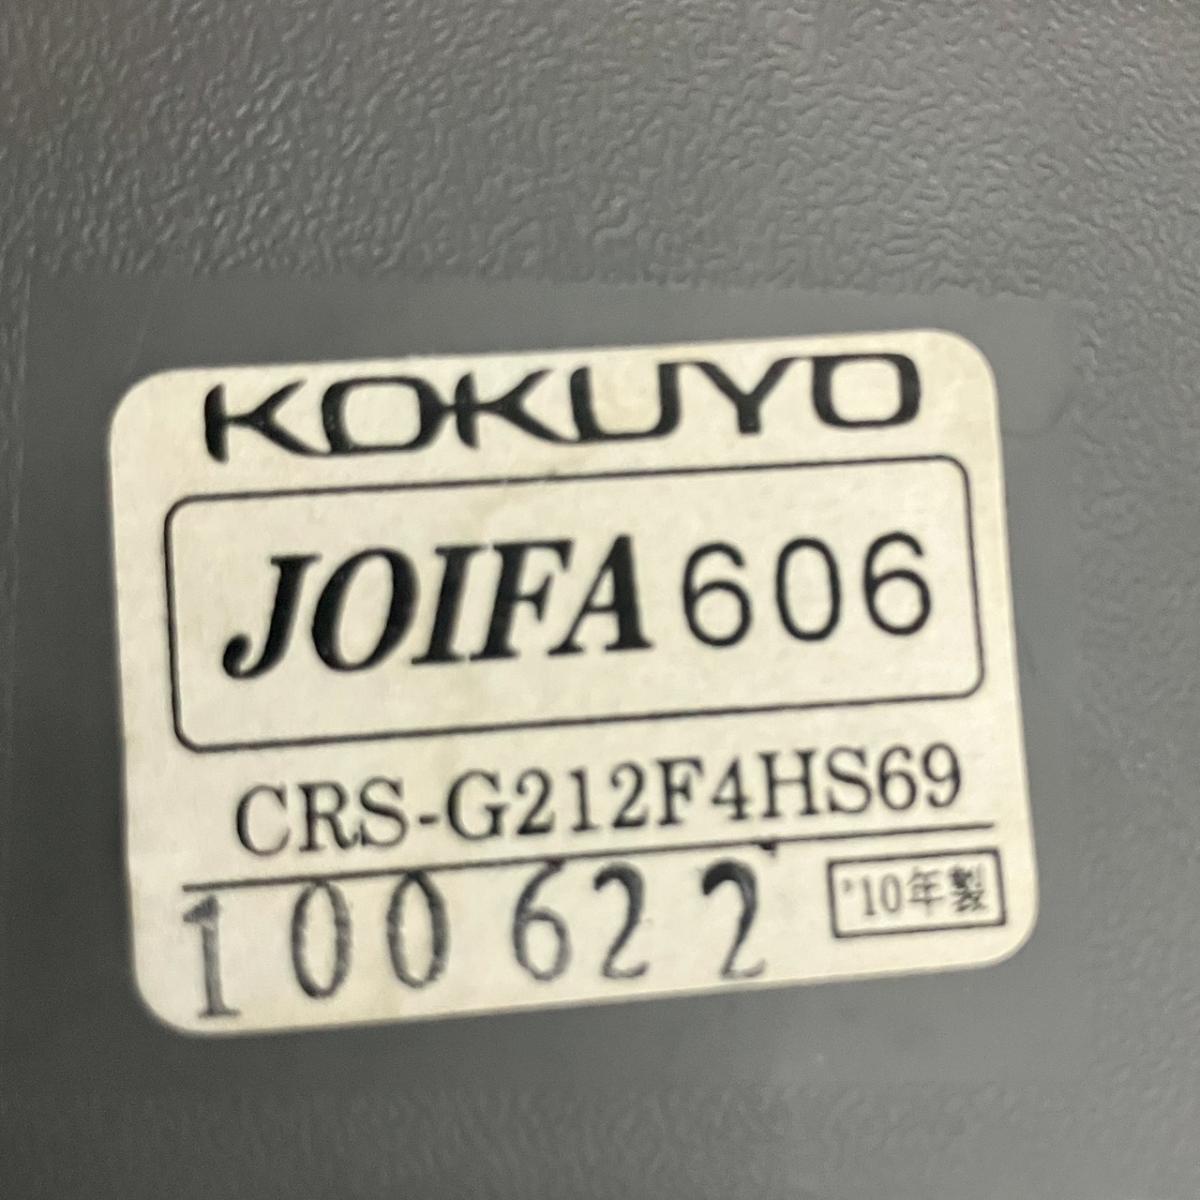 KOKUYO
JOIFA 606
CRS-G212F4HS69
100622
'10年製